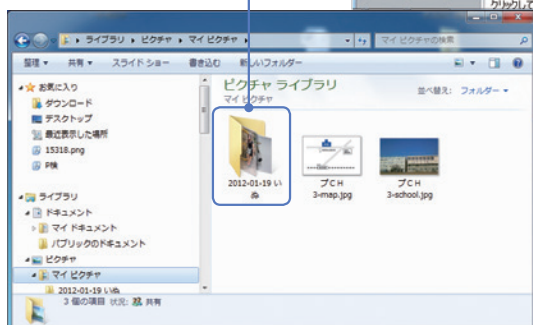 クリックして
ライブラリ ▸ ピクチャ ▸ マイ ピクチャ ▸
マイ ピクチャの検索
整理 ▼ 共有 ▼ スライド ショー 書き込む 新しいフォルダー
お気に入り
ダウンロード
デスクトップ
最近表示した場所
15318.png
P検
ライブラリ
ドキュメント
マイ ドキュメント
パブリックのドキュメント
ピクチャ
マイ ピクチャ
2012-01-19 いぬ
ピクチャ ライブラリ
マイ ピクチャ
並べ替え: フォルダー ▼
2012-01-19 い
ぬ
プCH
3-map.jpg
プCH
3-school.jpg
3 個の項目 状況: 共有